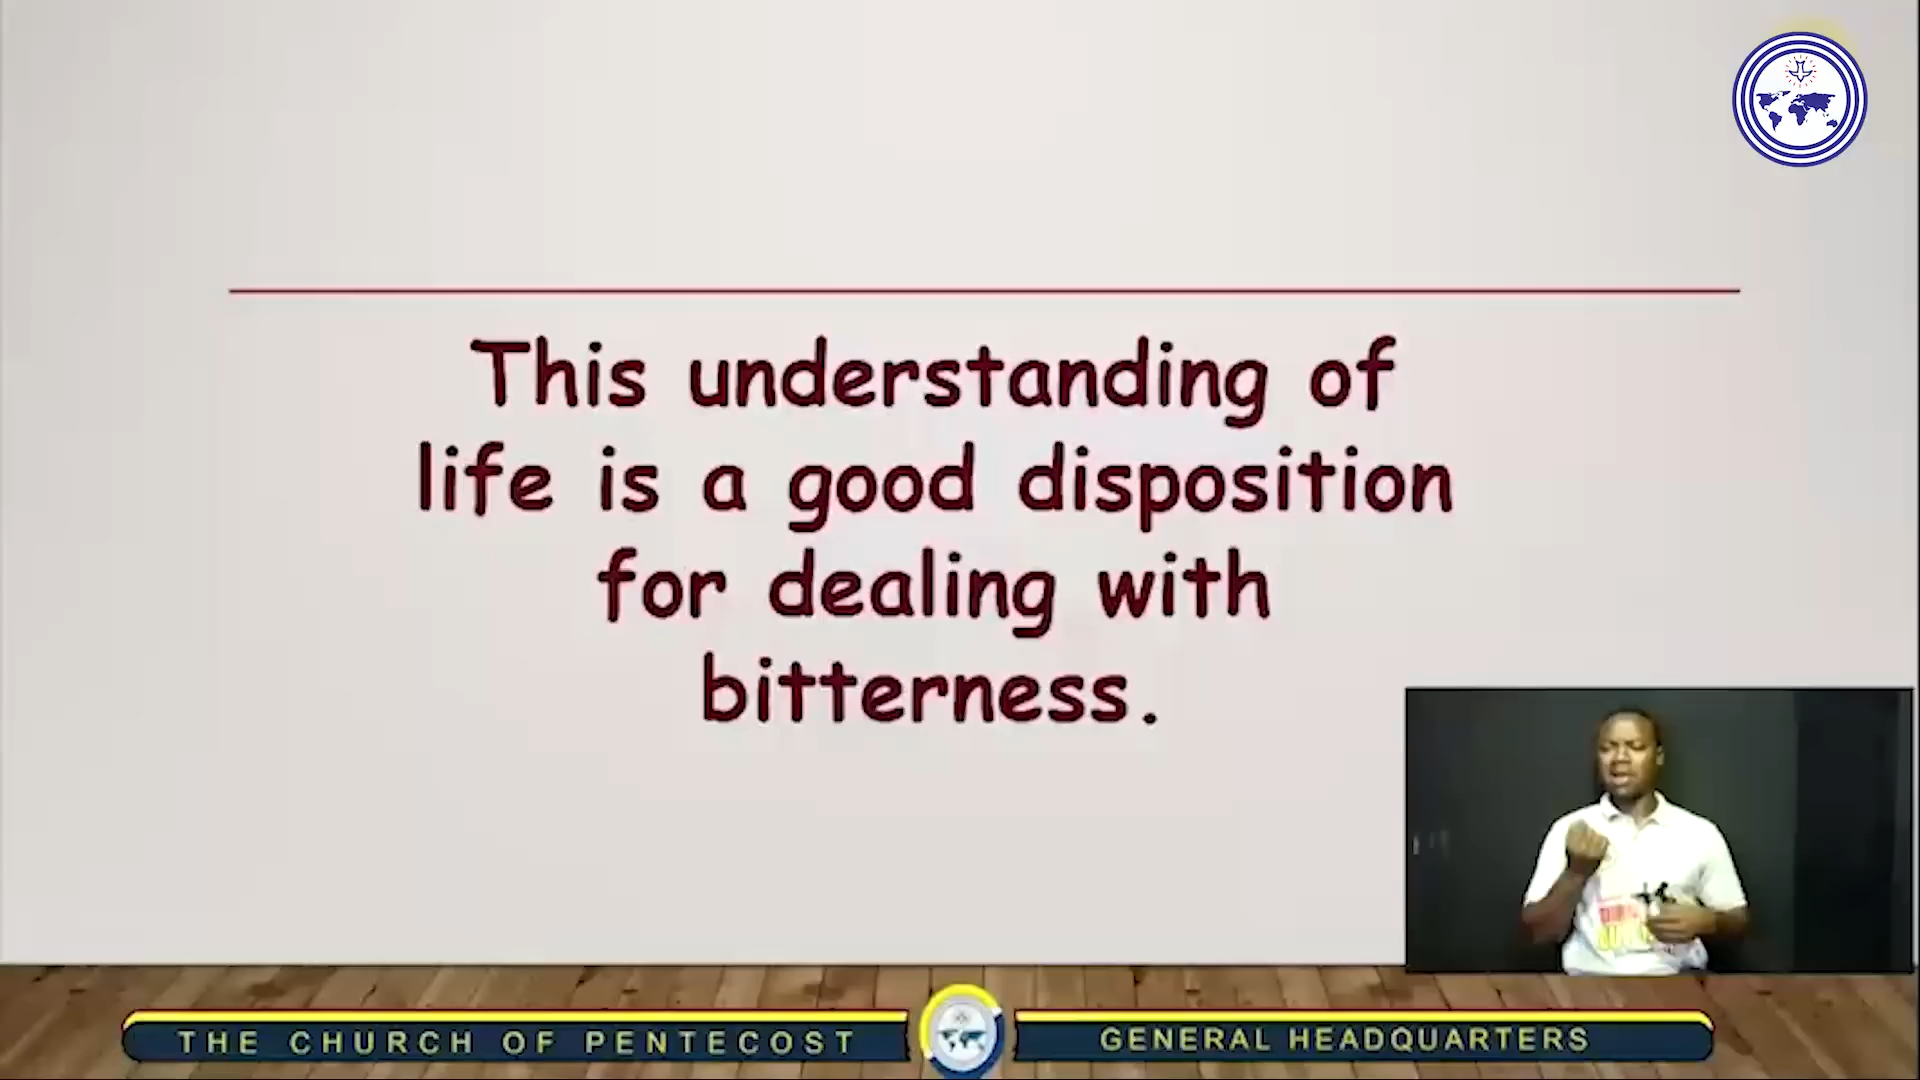 This understanding of
life is a good disposition
for dealing with
bitterness.
THE CHURCH OF PENTECOST
GENERAL HEADQUARTERS